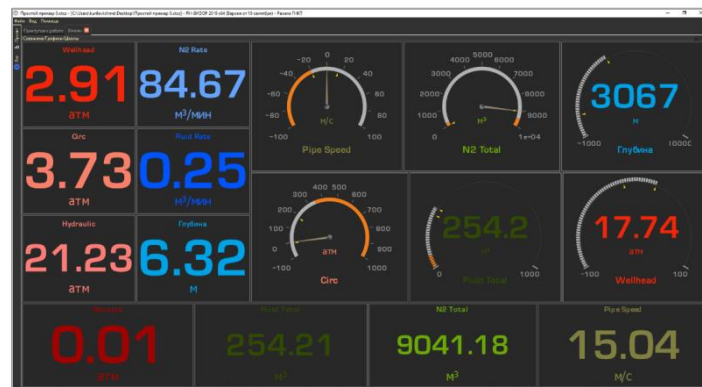 Файл Вид Помощь
Wellhead
2.91
атм
N2 Rate
84.67
м³/мин
Circ
3.73
атм
Fluid Rate
0.25
м³/мин
Hydraulic
21.23
атм
Глубина
6.32
м
-100 -80 -60 -40 -20 0 20 40 60 80 100
м/с
Pipe Speed
0 1000 2000 3000 4000 5000 6000 7000 8000 9000 1e+04
м³
N2 Total
3067
м
-1000 10000
Глубина
-100 0 100 200 300 400 500 600 700 800 900 1000
атм
Circ
254.2
м³
0 1000
Fluid Total
17.74
атм
-100 100
Wellhead
0.01
атм
Fluid Total
254.21
м³
N2 Total
9041.18
м³
Pipe Speed
15.04
м/с